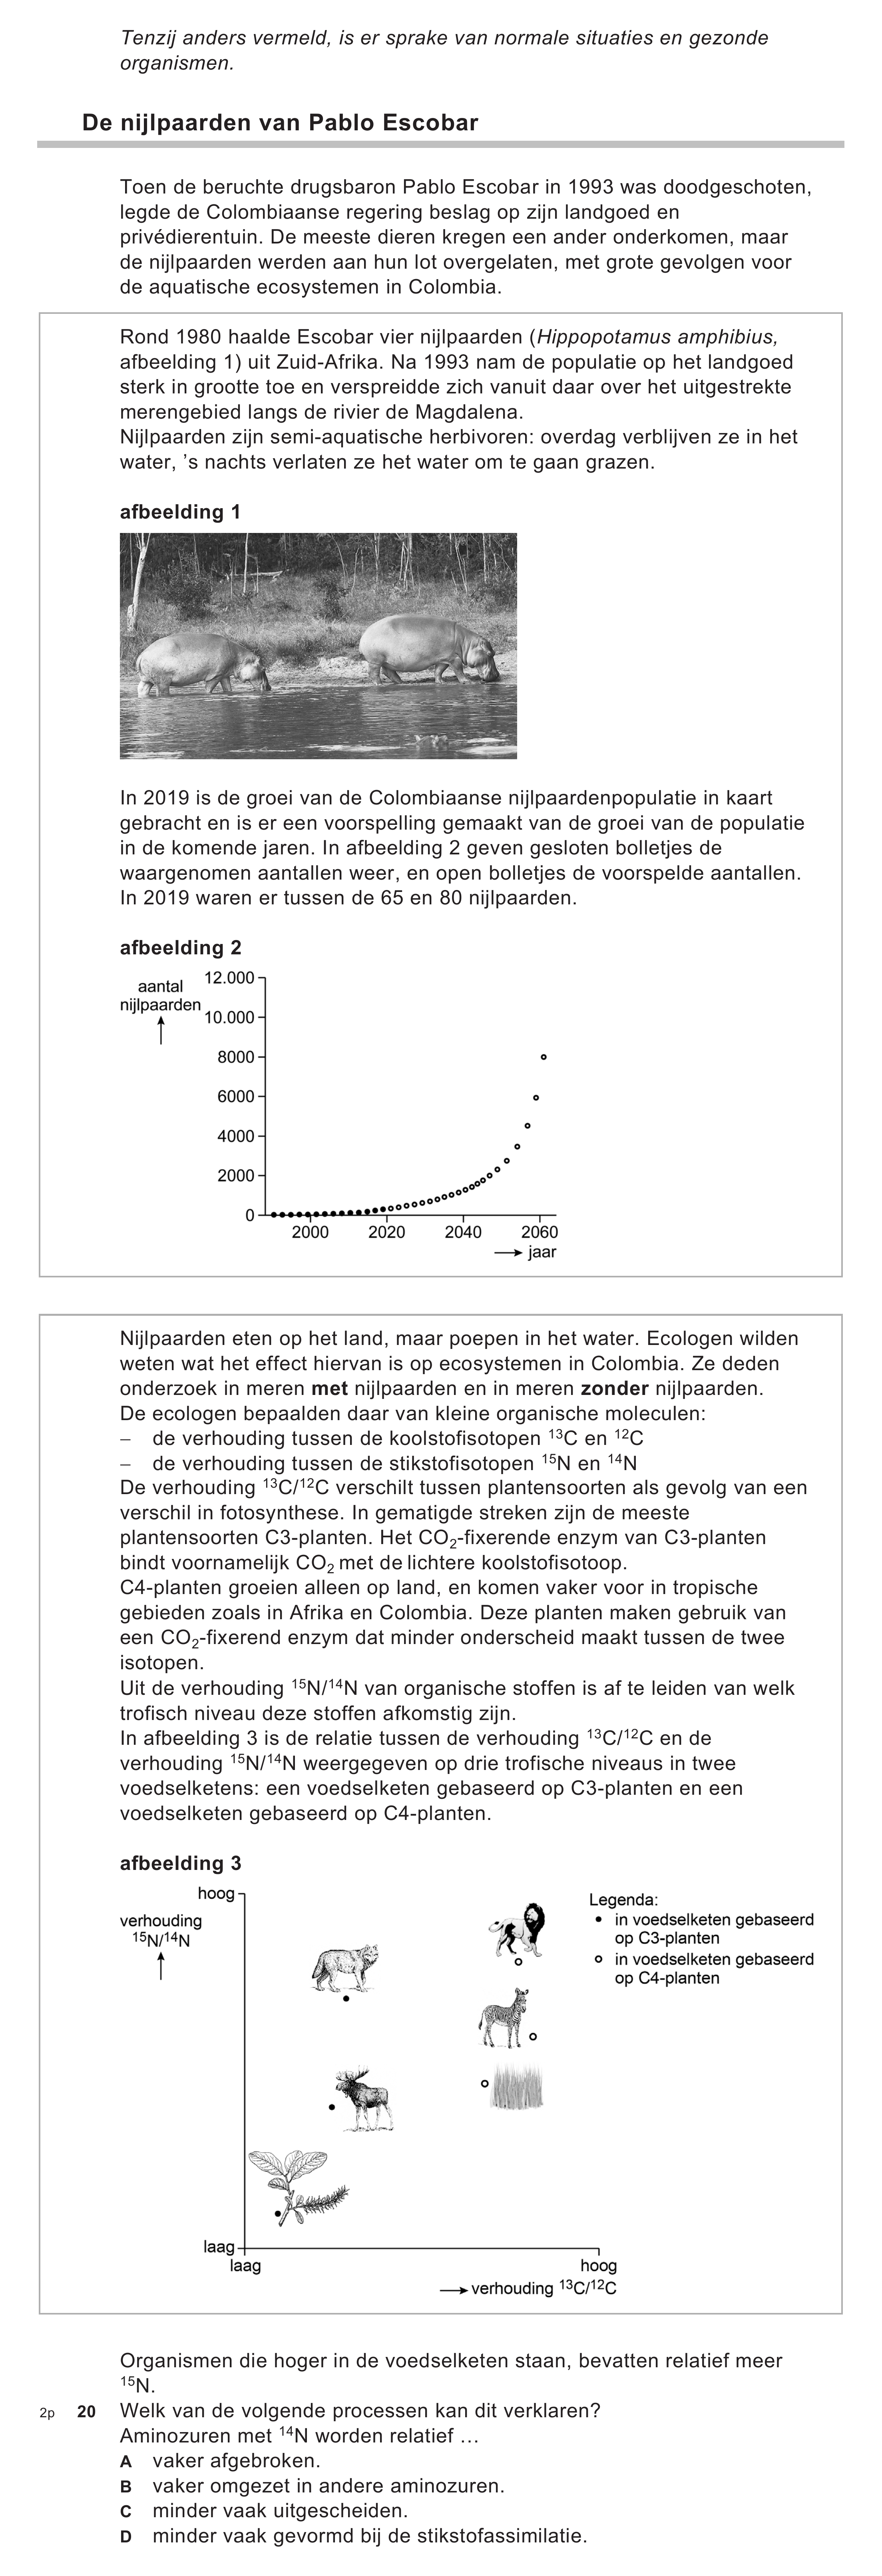 Tenzij anders vermeld, is er sprake van normale situaties en gezonde
organismen.
De nijlpaarden van Pablo Escobar
Toen de beruchte drugsbaron Pablo Escobar in 1993 was doodgeschoten,
legde de Colombiaanse regering beslag op zijn landgoed en
privédierentuin. De meeste dieren kregen een ander onderkomen, maar
de nijlpaarden werden aan hun lot overgelaten, met grote gevolgen voor
de aquatische ecosystemen in Colombia.
Rond 1980 haalde Escobar vier nijlpaarden (Hippopotamus amphibius,
afbeelding 1) uit Zuid-Afrika. Na 1993 nam de populatie op het landgoed
sterk in grootte toe en verspreidde zich vanuit daar over het uitgestrekte
merengebied langs de rivier de Magdalena.
Nijlpaarden zijn semi-aquatische herbivoren: overdag verblijven ze in het
water, ’s nachts verlaten ze het water om te gaan grazen.
afbeelding 1
In 2019 is de groei van de Colombiaanse nijlpaardenpopulatie in kaart
gebracht en is er een voorspelling gemaakt van de groei van de populatie
in de komende jaren. In afbeelding 2 geven gesloten bolletjes de
waargenomen aantallen weer, en open bolletjes de voorspelde aantallen.
In 2019 waren er tussen de 65 en 80 nijlpaarden.
afbeelding 2
aantal
nijlpaarden
12.000
10.000
8000
6000
4000
2000
0
2000 2020 2040 2060
jaar
Nijlpaarden eten op het land, maar poepen in het water. Ecologen wilden
weten wat het effect hiervan is op ecosystemen in Colombia. Ze deden
onderzoek in meren met nijlpaarden en in meren zonder nijlpaarden.
De ecologen bepaalden daar van kleine organische moleculen:
– de verhouding tussen de koolstofisotopen ¹³C en ¹²C
– de verhouding tussen de stikstofisotopen ¹⁵N en ¹⁴N
De verhouding ¹³C/¹²C verschilt tussen plantensoorten als gevolg van een
verschil in fotosynthese. In gematigde streken zijn de meeste
plantensoorten C3-planten. Het CO₂-fixerende enzym van C3-planten
bindt voornamelijk CO₂ met de lichtere koolstofisotoop.
C4-planten groeien alleen op land, en komen vaker voor in tropische
gebieden zoals in Afrika en Colombia. Deze planten maken gebruik van
een CO₂-fixerend enzym dat minder onderscheid maakt tussen de twee
isotopen.
Uit de verhouding ¹⁵N/¹⁴N van organische stoffen is af te leiden van welk
trofisch niveau deze stoffen afkomstig zijn.
In afbeelding 3 is de relatie tussen de verhouding ¹³C/¹²C en de
verhouding ¹⁵N/¹⁴N weergegeven op drie trofische niveaus in twee
voedselketens: een voedselketen gebaseerd op C3-planten en een
voedselketen gebaseerd op C4-planten.
afbeelding 3
hoog
verhouding
¹⁵N/¹⁴N
laag
laag hoog
verhouding ¹³C/¹²C
Legenda:
in voedselketen gebaseerd
op C3-planten
in voedselketen gebaseerd
op C4-planten
Organismen die hoger in de voedselketen staan, bevatten relatief meer
¹⁵N.
2p 20 Welk van de volgende processen kan dit verklaren?
Aminozuren met ¹⁴N worden relatief …
A vaker afgebroken.
B vaker omgezet in andere aminozuren.
C minder vaak uitgescheiden.
D minder vaak gevormd bij de stikstofassimilatie.